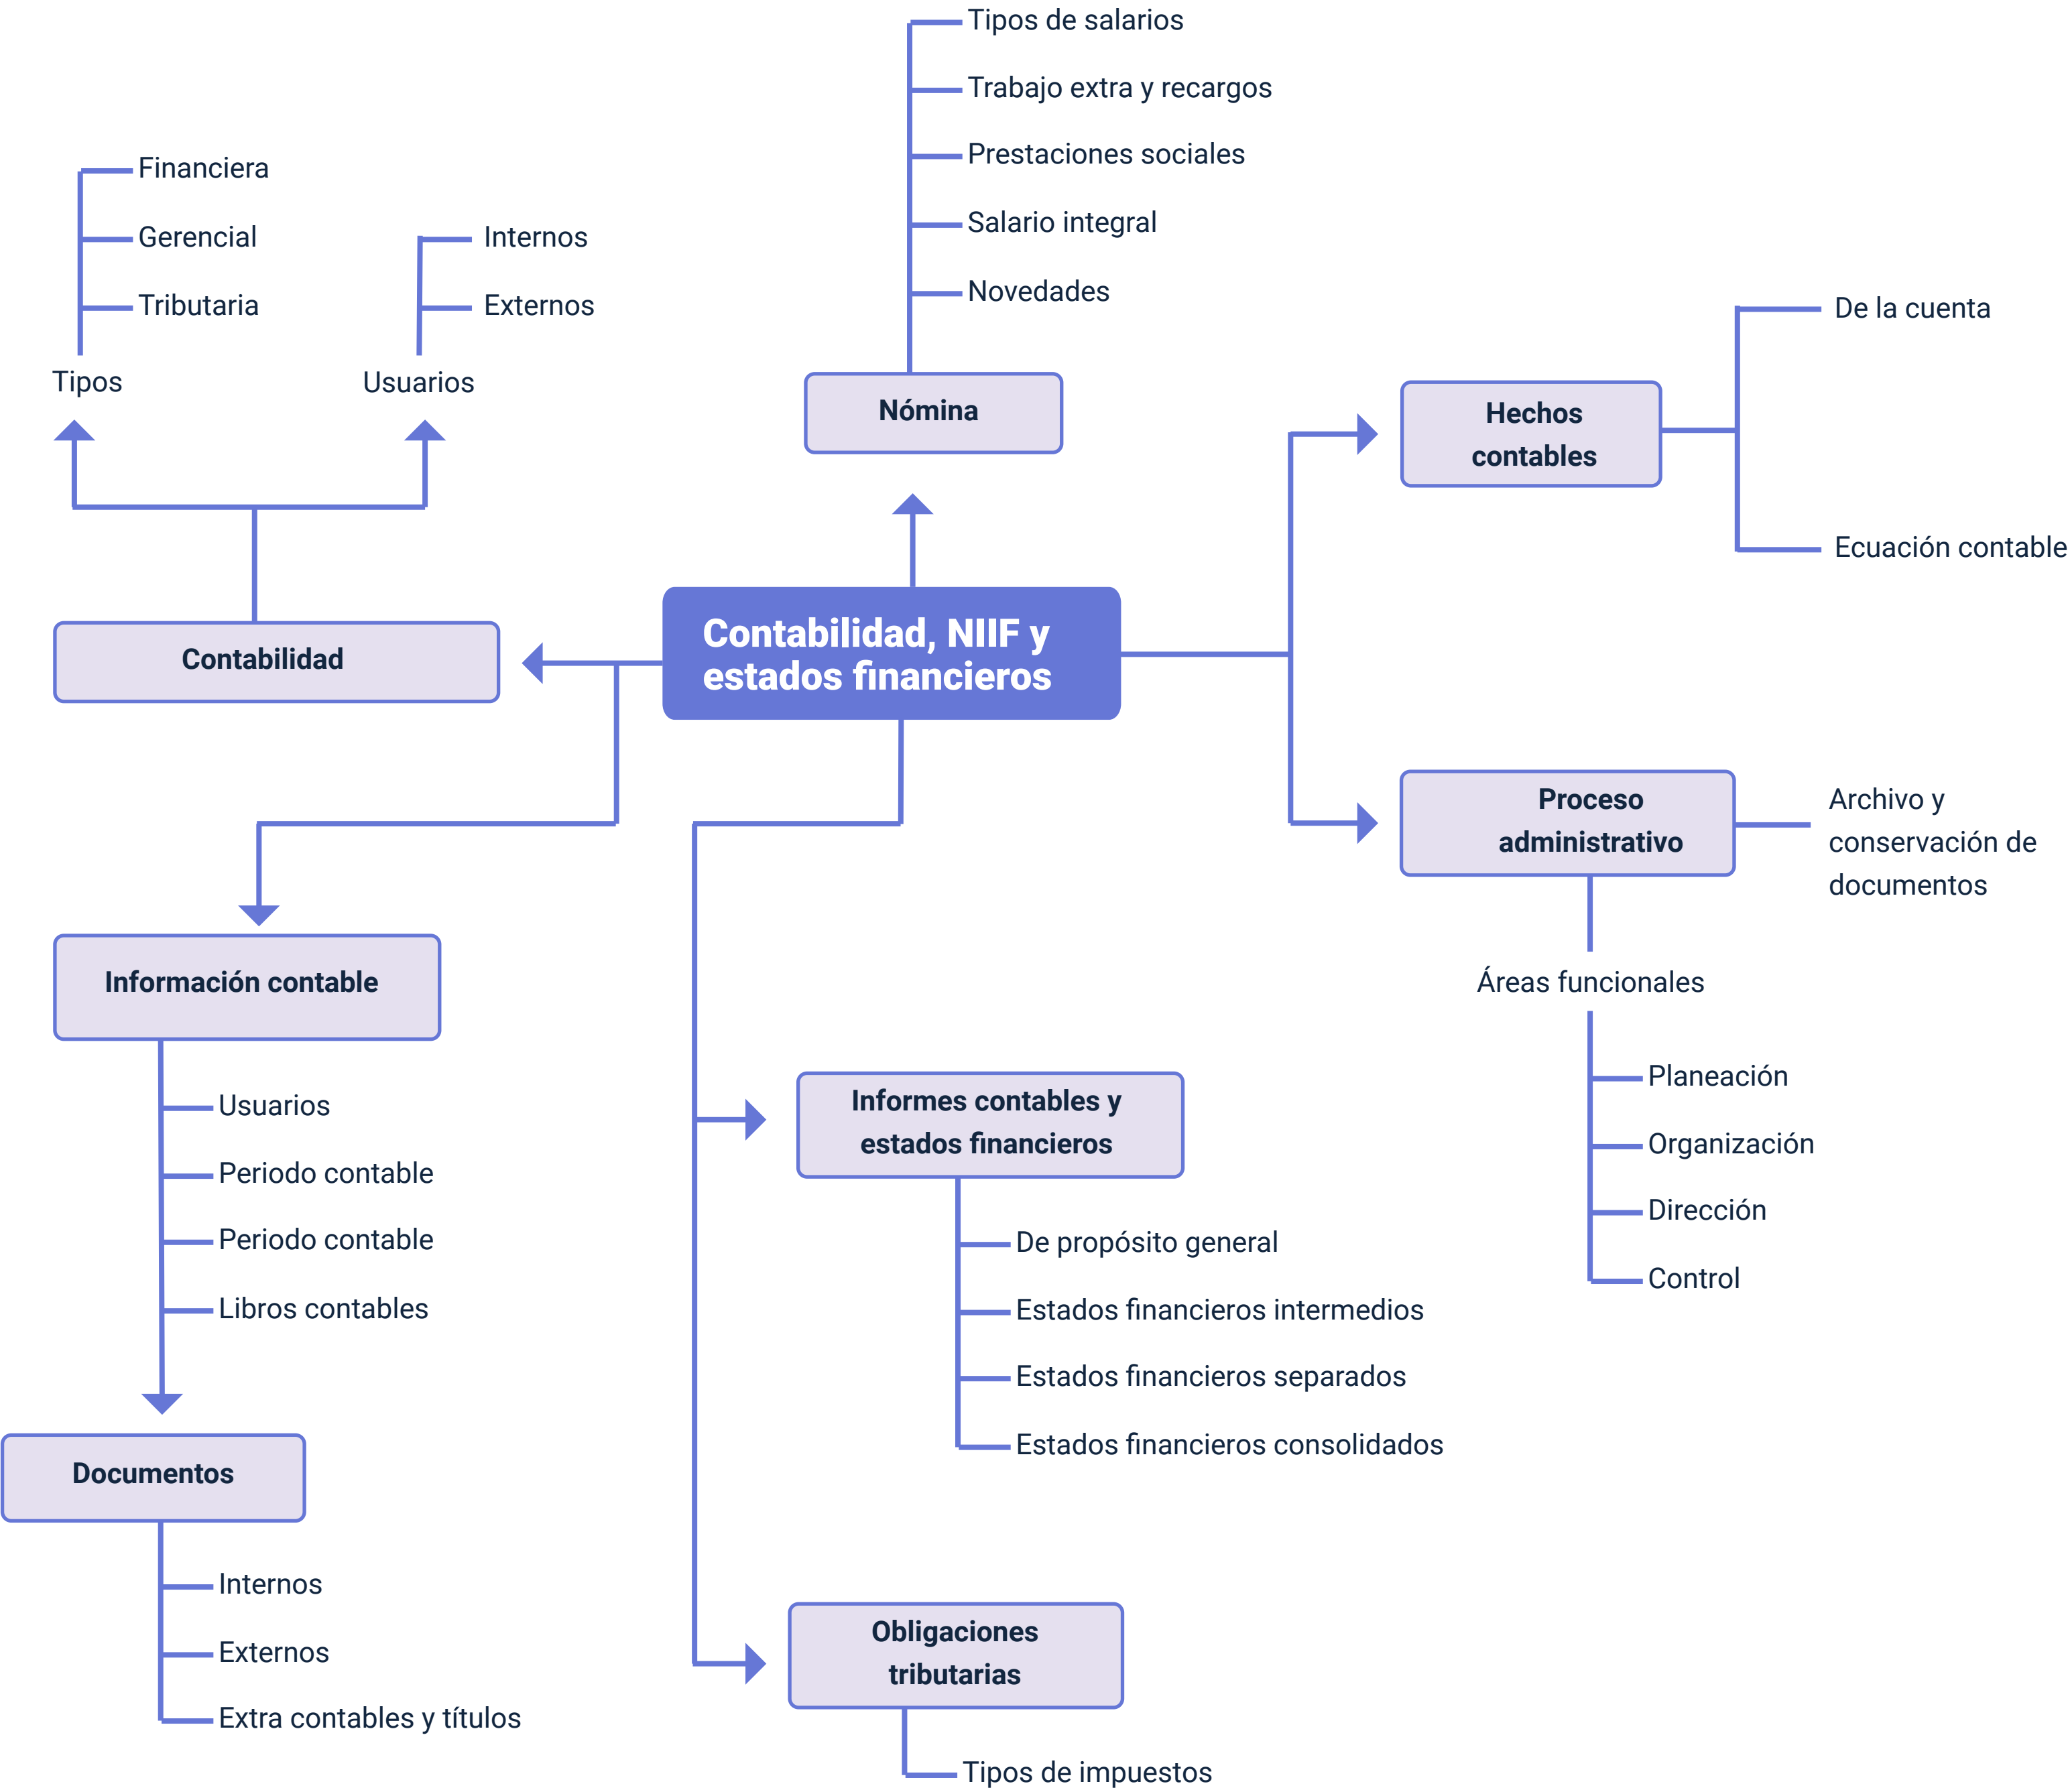 Tipos de salarios
Trabajo extra y recargos
Prestaciones sociales
Salario integral
Novedades
Nómina
Financiera
Gerencial
Tributaria
Tipos
Internos
Externos
Usuarios
Contabilidad
Contabilidad, NIIF y
estados financieros
Hechos
contables
De la cuenta
Ecuación contable
Proceso
administrativo
Archivo y
conservación de
documentos
Áreas funcionales
Planeación
Organización
Dirección
Control
Información contable
Usuarios
Periodo contable
Periodo contable
Libros contables
Documentos
Internos
Externos
Extra contables y títulos
Informes contables y
estados financieros
De propósito general
Estados financieros intermedios
Estados financieros separados
Estados financieros consolidados
Obligaciones
tributarias
Tipos de impuestos